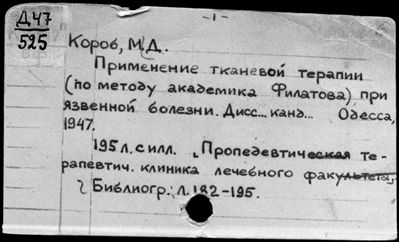 -1-
Д47
525
Короб, М.Д.
Применение тканевой терапии
(по методу академика Филатова) при
язвенной болезни. Дисс... канд... Одесса,
1947.
195 л. с илл. [Пропедевтическая те-
рапевтич. клиника лечебного факультета].
Библиогр.: л. 182-195.